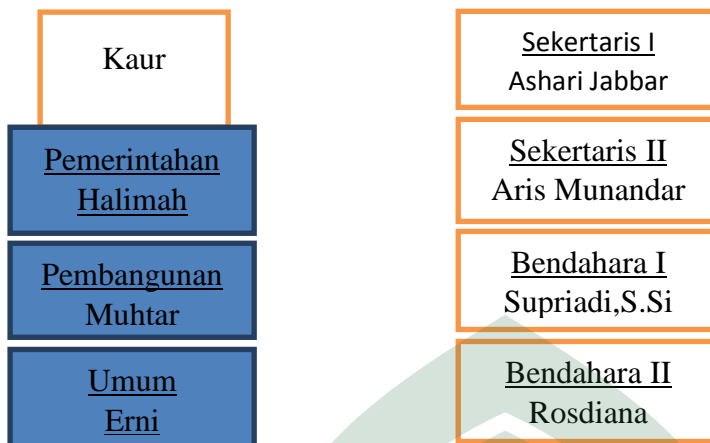 Kaur
Pemerintahan
Halimah
Pembangunan
Muhtar
Umum
Erni
Sekertaris I
Ashari Jabbar
Sekertaris II
Aris Munandar
Bendahara I
Supriadi,S.Si
Bendahara II
Rosdiana